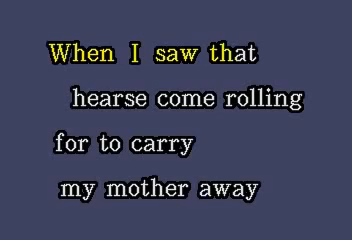 When I saw that
hearse come rolling
for to carry
my mother away